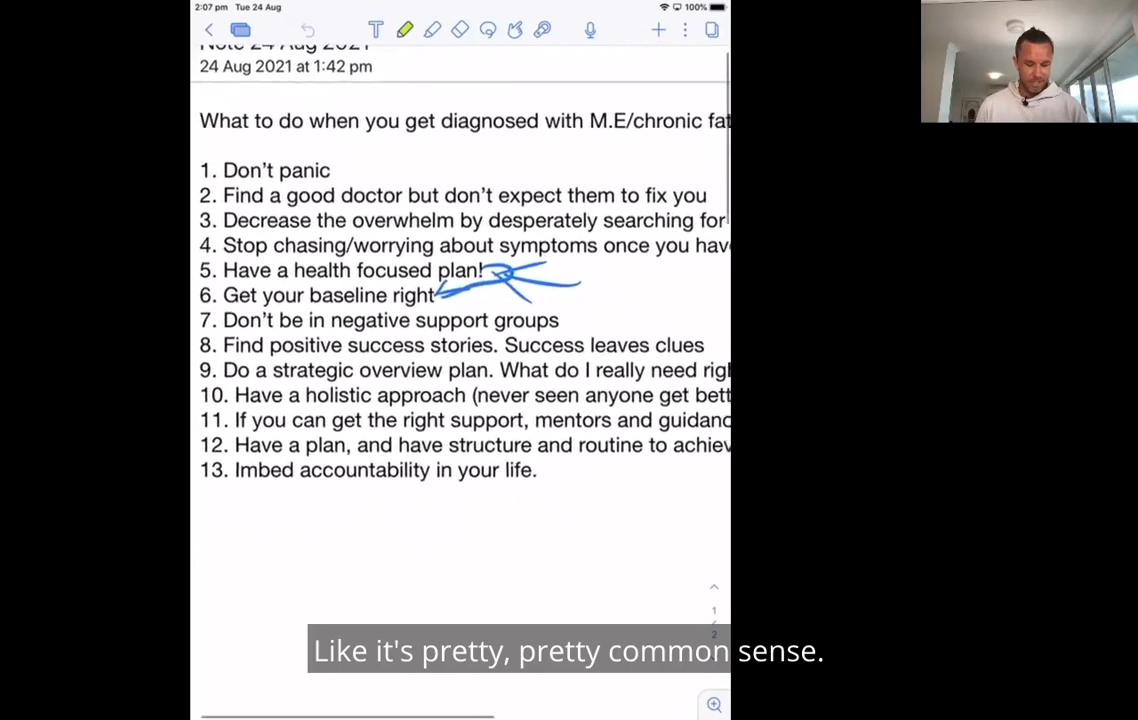 2:07 pm Tue 24 Aug
100%
Note 24 Aug 2021
24 Aug 2021 at 1:42 pm
What to do when you get diagnosed with M.E/chronic fat
1. Don't panic
2. Find a good doctor but don't expect them to fix you
3. Decrease the overwhelm by desperately searching for
4. Stop chasing/worrying about symptoms once you hav
5. Have a health focused plan!
6. Get your baseline right
7. Don't be in negative support groups
8. Find positive success stories. Success leaves clues
9. Do a strategic overview plan. What do I really need rig
10. Have a holistic approach (never seen anyone get bett
11. If you can get the right support, mentors and guidanc
12. Have a plan, and have structure and routine to achiev
13. Imbed accountability in your life.
1
2
Like it's pretty, pretty common sense.